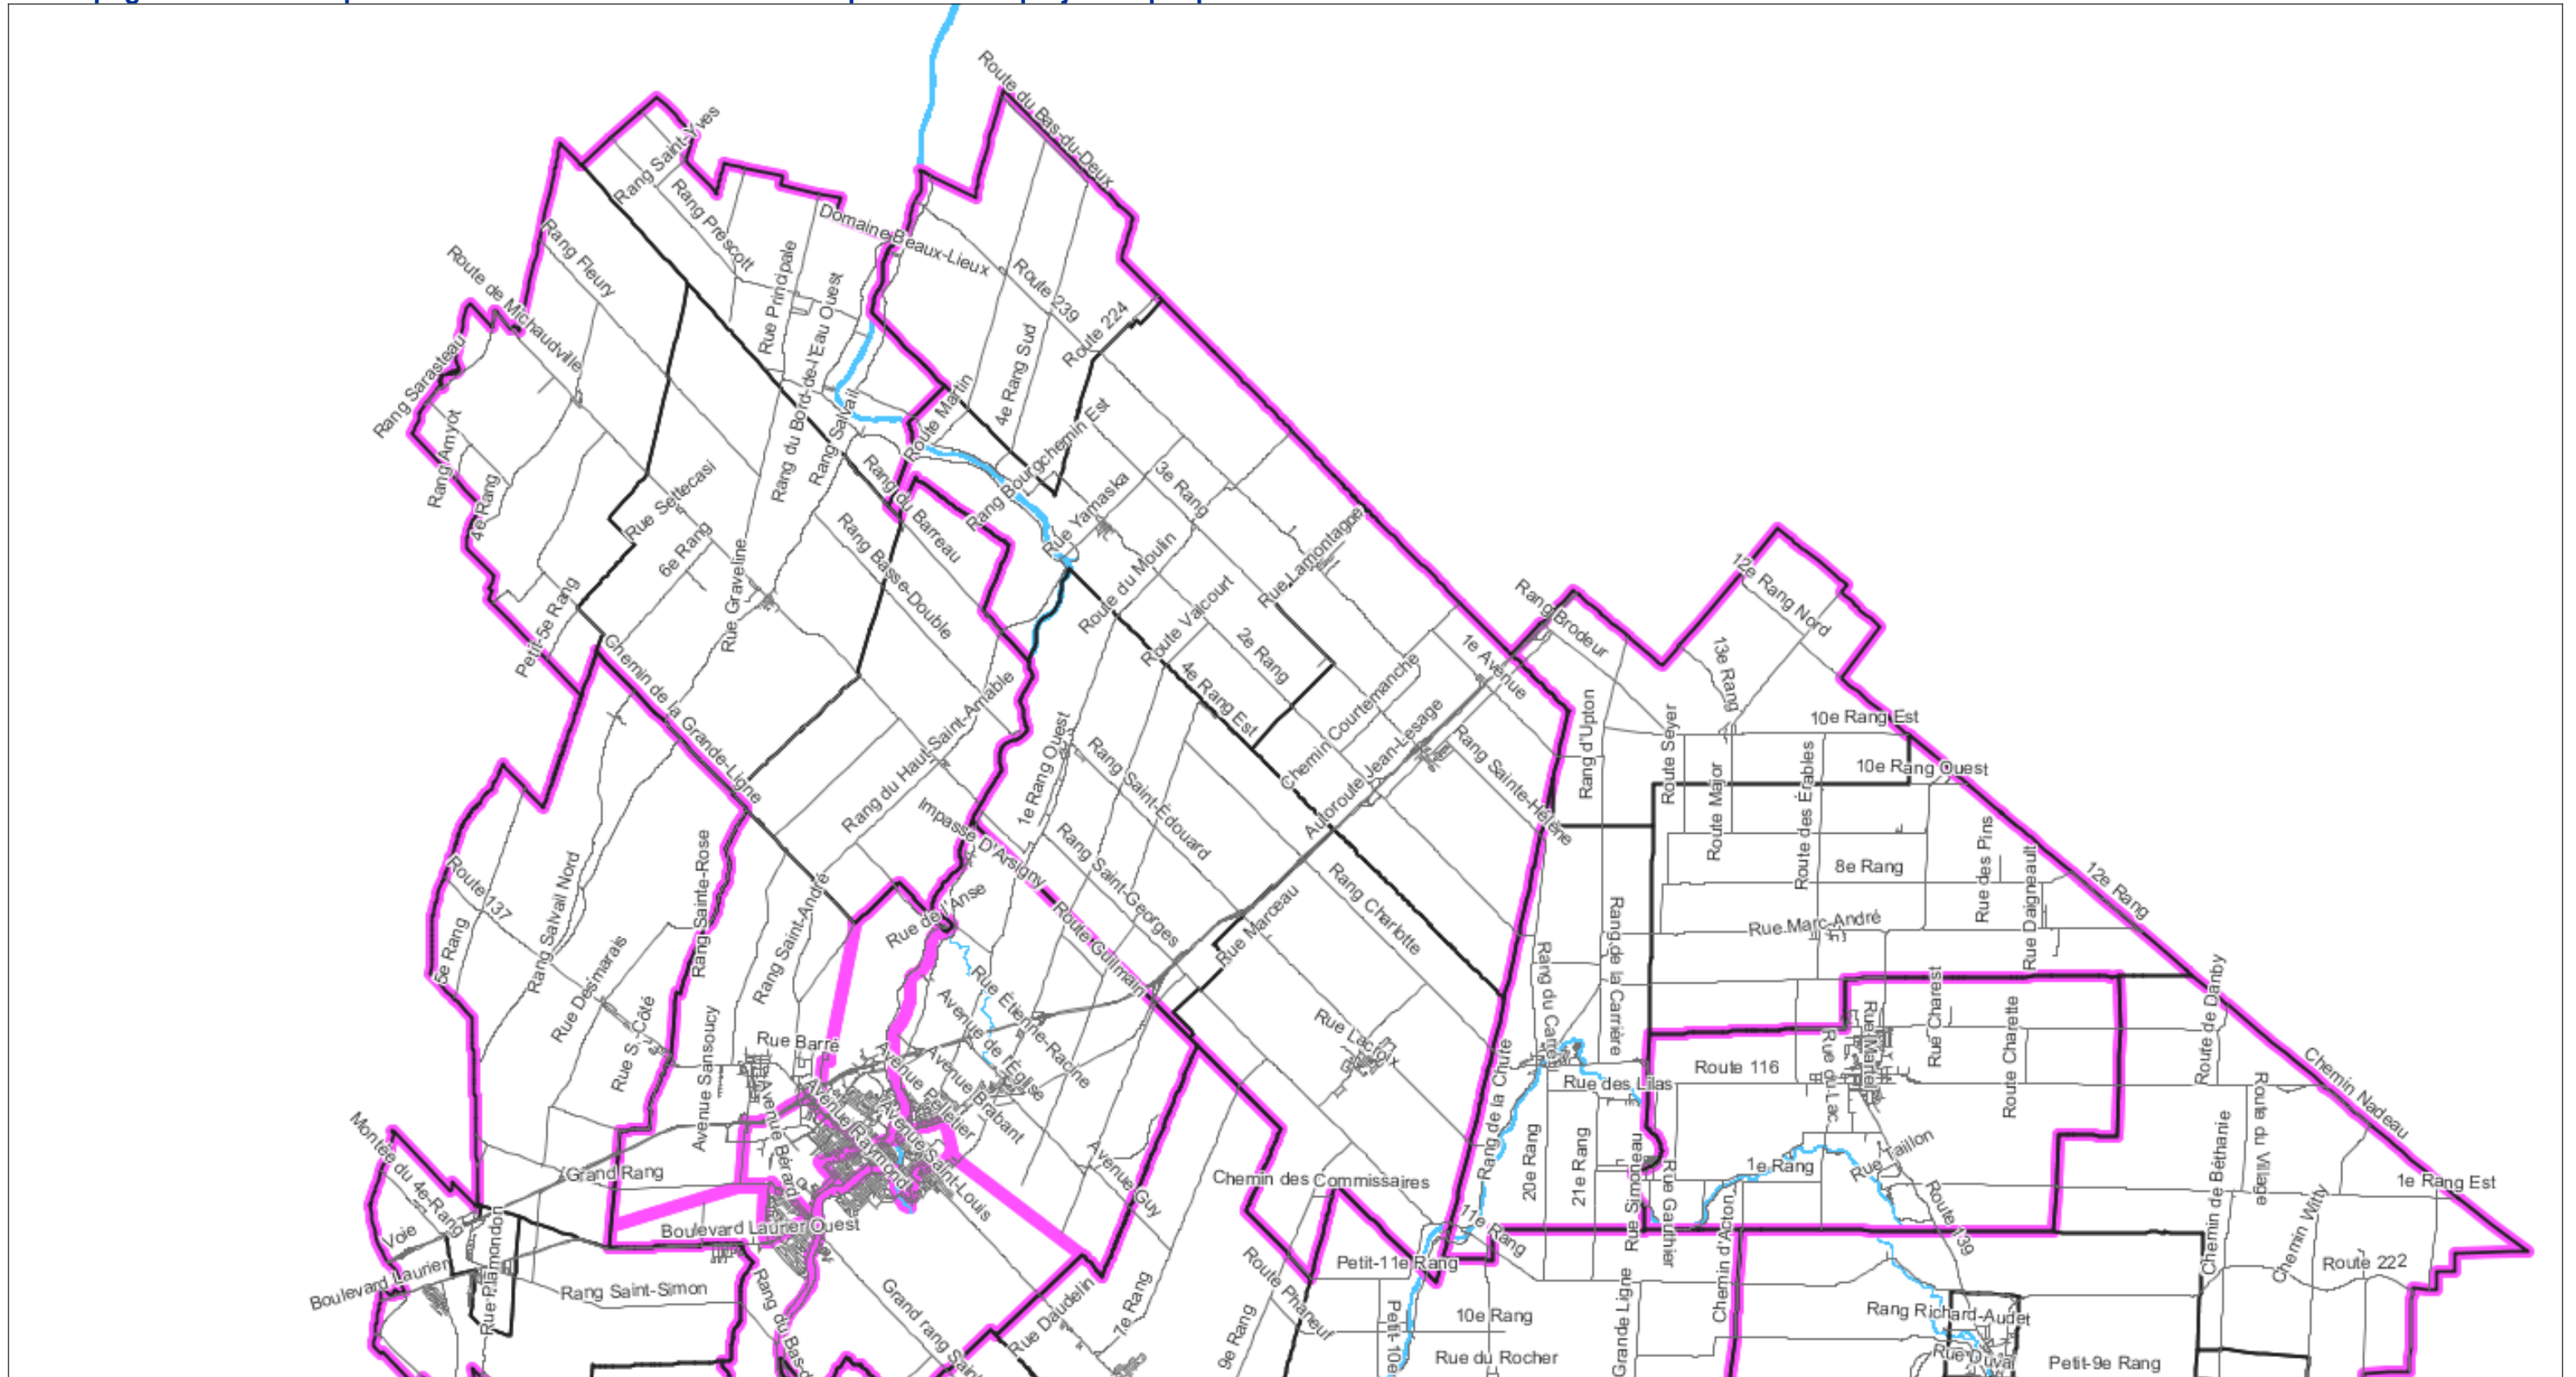 Route du Bas-du-Deux
Rang Saint-Yves
Rang Prescott
Domaine Beaux-Lieux
Rang Fleury
Route de Michaudville
Rue Principale
Route 239
Route 224
Rang du Bord-de-l'Eau Ouest
Rang Sarasteau
4e Rang Sud
Route Martin
Rang Salvail
Rang Amyot
Rang Bourgchemin Est
4e Rang
Rue Settecasi
Rang du Barreau
3e Rang
Rue Yamaska
6e Rang
Rang Basse-Double
Rue Lamontagne
Route du Moulin
Rue Graveline
12e Rang Nord
Rang Brodeur
Petit-5e Rang
Route Valcourt
2e Rang
4e Rang Est
1e Avenue
13e Rang
Chemin de la Grande-Ligne
Chemin Courtemanche
Rang d'Upton
10e Rang Est
Route Seyer
10e Rang Ouest
Rang du Haut-Saint-Amable
1e Rang Ouest
Autoroute Jean-Lesage
Rang Sainte-Hélène
Rang Saint-Édouard
Route Major
Route des Érables
Impasse D'Arsigny
Rang Sainte-Rose
Rang Saint-Georges
8e Rang
Route des Pins
Rue Daigneault
12e Rang
Route 137
Rang Salvail Nord
5e Rang
Rang Saint-André
Rue de l'Anse
Route Guilmain
Rue Marceau
Rang Charlotte
Rue Marc-André
Rue Desmarais
Rang du Carrel
Rang de la Carrière
Route de Danby
Rue S. Côté
Avenue Sansoucy
Rue Barré
Rue Étienne-Racine
Avenue de l'Église
Rue Lacroix
Rue Charest
Rue Charette
Rue Martel
Rue du Lac
Route 116
Rue des Lilas
Chemin Nadeau
Route du Village
Avenue Pelletier
Avenue Brabant
Avenue Raymond
Avenue Saint-Louis
Avenue Bérard
Avenue Guy
Rang de la Chute
20e Rang
21e Rang
Rue Simoneau
Rue Gauthier
1e Rang
Rue Taillon
Route 139
Chemin de Béthanie
1e Rang Est
Chemin Witty
Route 222
Montée du 4e-Rang
Grand Rang
Boulevard Laurier Ouest
Chemin des Commissaires
11e Rang
Petit-11e Rang
Chemin d'Acton
Voie
Boulevard Laurier
Rue Plamondon
Rang Saint-Simon
Grand rang Saint
Rue Daudelin
1e Rang
Route Phaneuf
9e Rang
10e Rang
Petit-10e
Rue du Rocher
Grande Ligne
Rang Richard-Audet
Rue Duval
Petit-9e Rang